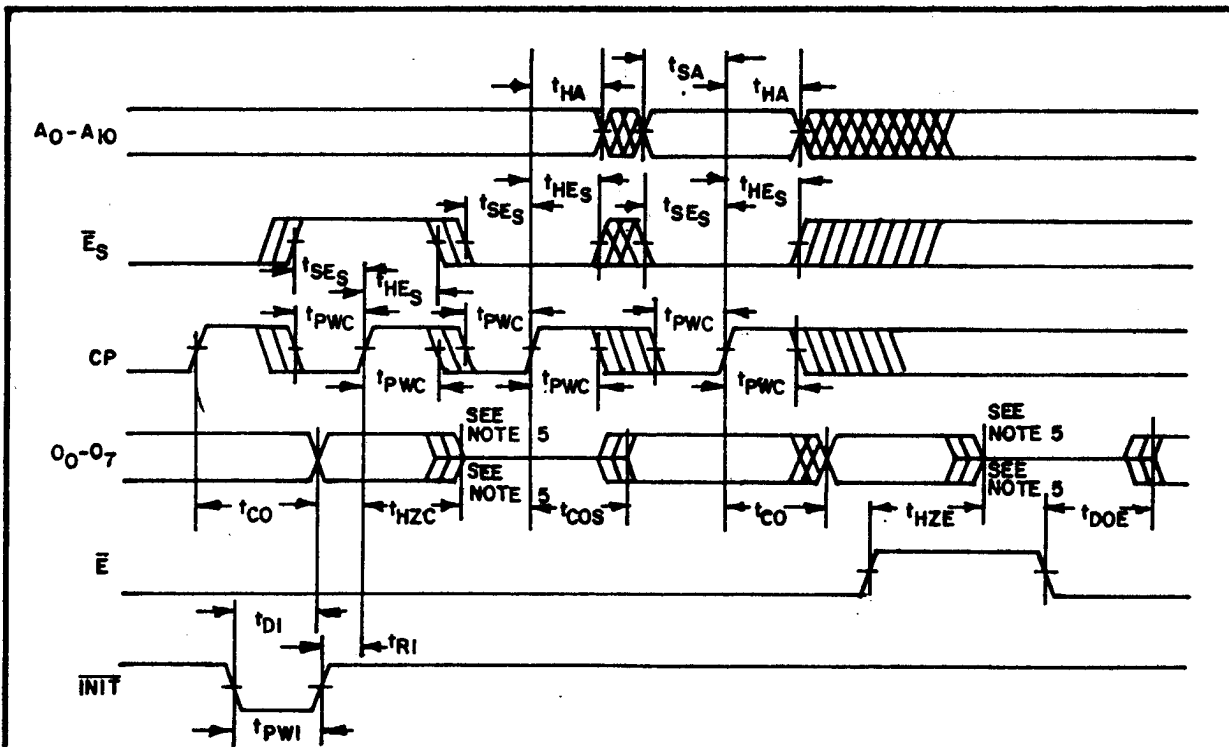 tSA
tHA
tHA
A0-A10
tHES
tHES
tSES
tSES
ĒS
tSES
tHES
tPWC
tPWC
tPWC
CP
tPWC
tPWC
tPWC
SEE
NOTE 5
SEE
NOTE 5
O0-O7
SEE
NOTE 5
SEE
NOTE 5
tCO
tHZC
tCOS
tCO
tHZE
tDOE
Ē
tDI
tRI
I̅N̅I̅T̅
tPWI